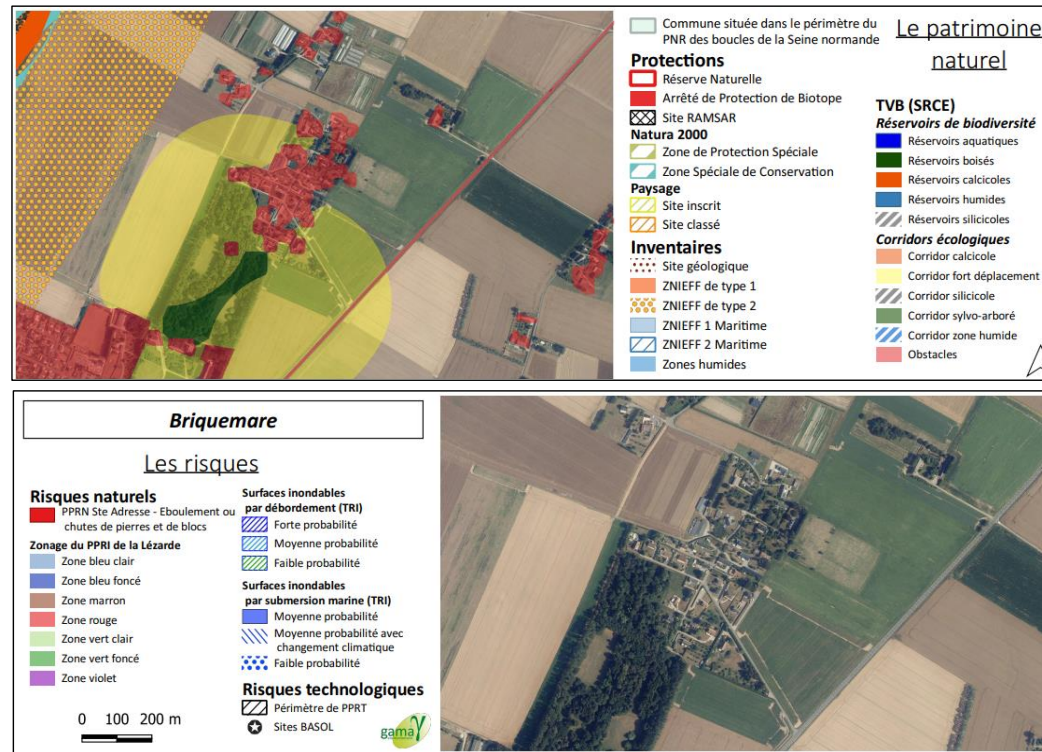 Commune située dans le périmètre du
PNR des boucles de la Seine normande
Protections
Réserve Naturelle
Arrêté de Protection de Biotope
Site RAMSAR
Natura 2000
Zone de Protection Spéciale
Zone Spéciale de Conservation
Paysage
Site inscrit
Site classé
Inventaires
Site géologique
ZNIEFF de type 1
ZNIEFF de type 2
ZNIEFF 1 Maritime
ZNIEFF 2 Maritime
Zones humides
Le patrimoine
naturel
TVB (SRCE)
Réservoirs de biodiversité
Réservoirs aquatiques
Réservoirs boisés
Réservoirs calcicoles
Réservoirs humides
Réservoirs silicicoles
Corridors écologiques
Corridor calcicole
Corridor fort déplacement
Corridor silicicole
Corridor sylvo-arboré
Corridor zone humide
Obstacles
Briquemare
Les risques
Risques naturels
PPRN Ste Adresse - Eboulement ou
chutes de pierres et de blocs
Zonage du PPRI de la Lézarde
Zone bleu clair
Zone bleu foncé
Zone marron
Zone rouge
Zone vert clair
Zone vert foncé
Zone violet
0 100 200 m
Surfaces inondables
par débordement (TRI)
Forte probabilité
Moyenne probabilité
Faible probabilité
Surfaces inondables
par submersion marine (TRI)
Moyenne probabilité
Moyenne probabilité avec
changement climatique
Faible probabilité
Risques technologiques
Périmètre de PPRT
Sites BASOL
gama